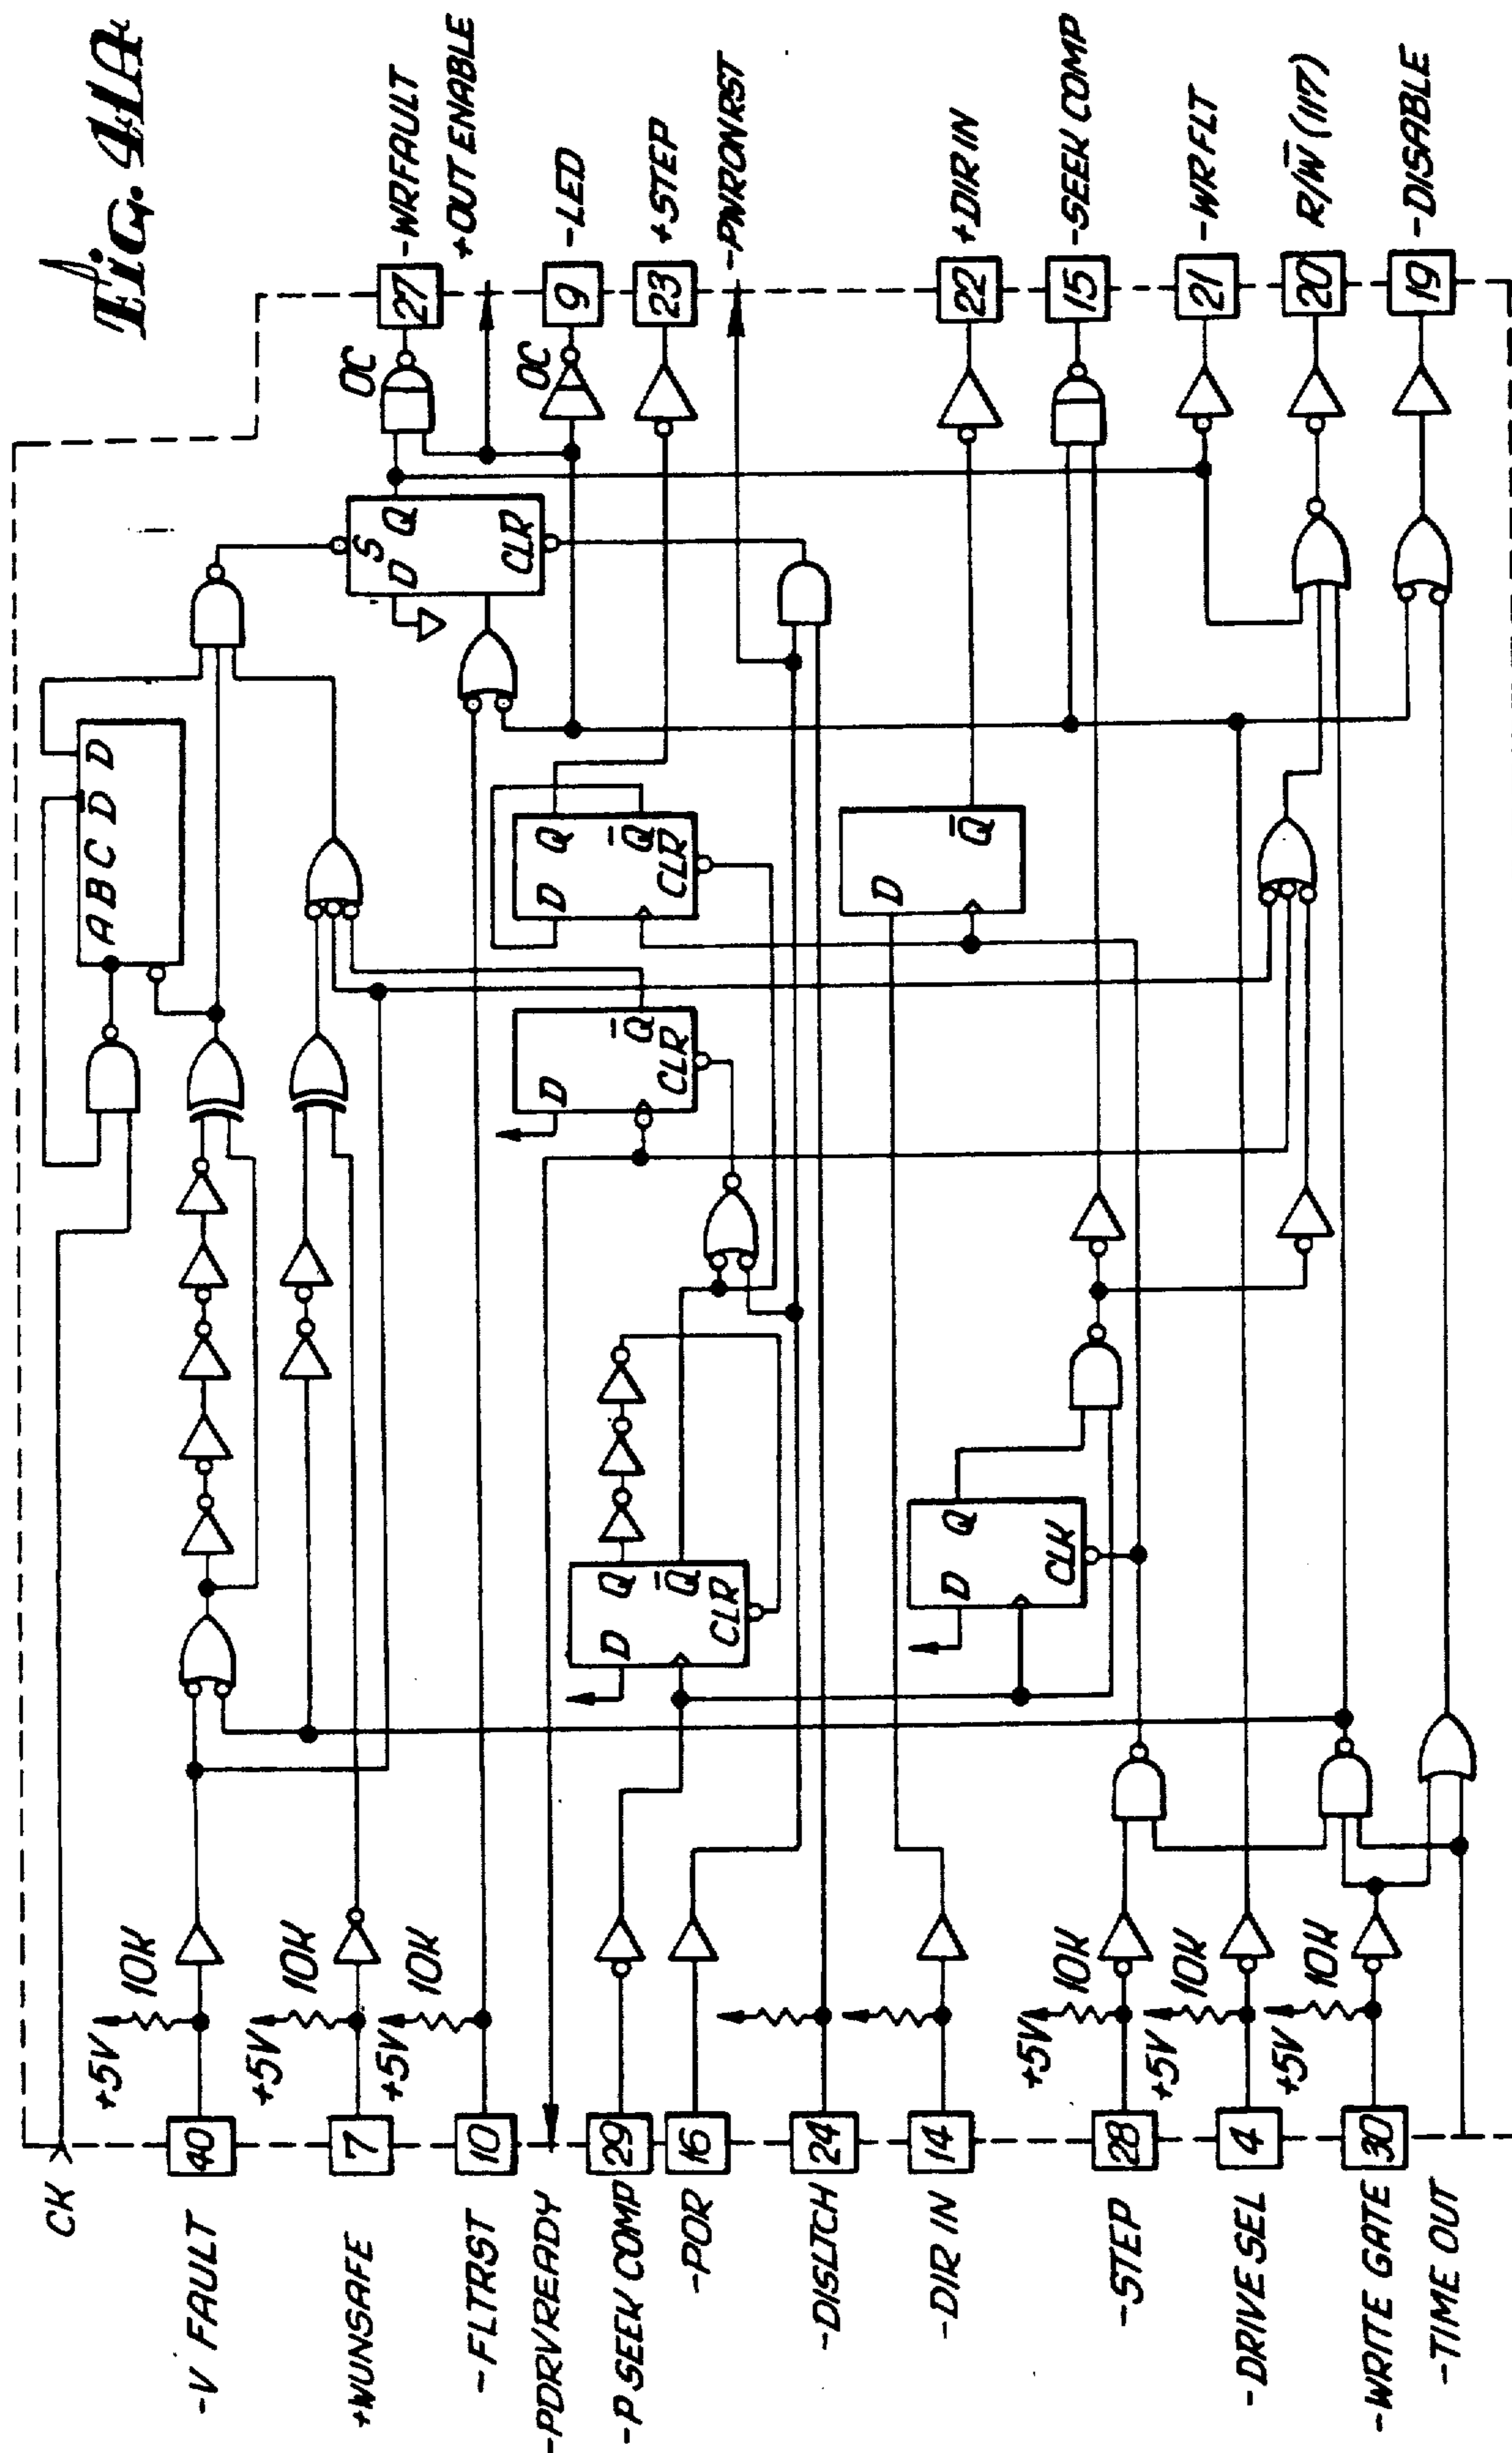 Fig. 41A
CK
-V FAULT
40
+5V
10K
+WUNSAFE
7
+5V
10K
-FLTRST
10
+5V
10K
-PDRVREADY
-P SEEK COMP
29
-POR
16
-DISLTCH
24
-DIR IN
14
-STEP
28
+5V
10K
-DRIVE SEL
4
+5V
10K
-WRITE GATE
30
+5V
10K
-TIME OUT
A B C D D
D Q
Q
CLR
D
Q
CLR
D Q
Q
CLR
S
D Q
CLR
D Q
CLK
D
Q
OC
27
-WRFAULT
+OUT ENABLE
OC
9
-LED
23
+STEP
-PWRONRST
22
+DIR IN
15
-SEEK COMP
21
-WRFLT
20
R/W̅ (117)
19
-DISABLE